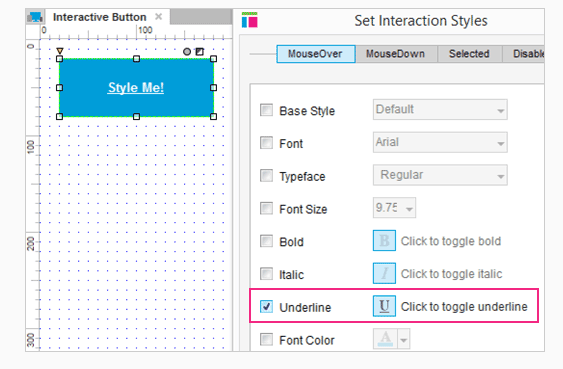 Interactive Button
Set Interaction Styles
MouseOver MouseDown Selected Disable
0 100
0
100
200
300
Style Me!
Base Style Default
Font Arial
Typeface Regular
Font Size 9.75
Bold B Click to toggle bold
Italic I Click to toggle italic
Underline U Click to toggle underline
Font Color A